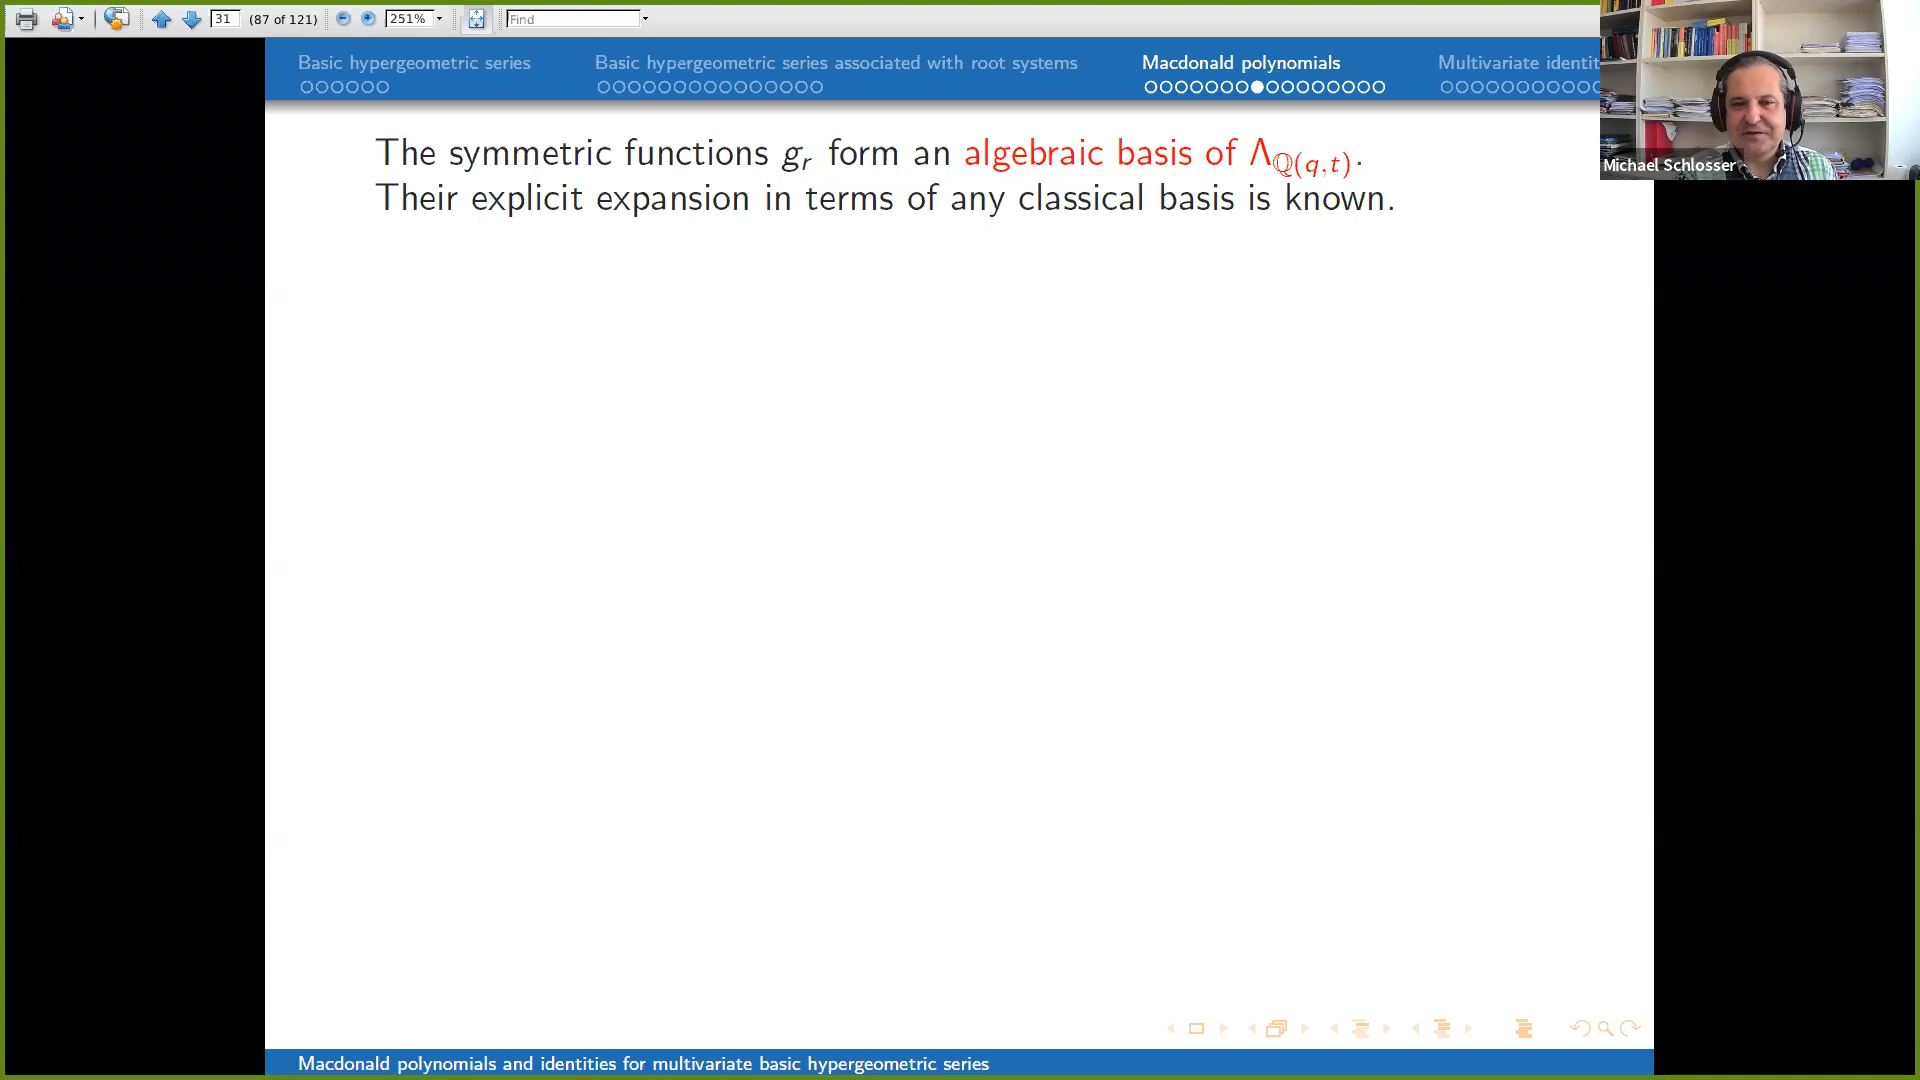 31 (87 of 121) 251% Find
Basic hypergeometric series Basic hypergeometric series associated with root systems Macdonald polynomials Multivariate identit
Michael Schlosser
The symmetric functions g_r form an algebraic basis of Λ_ℚ(q,t).
Their explicit expansion in terms of any classical basis is known.
Macdonald polynomials and identities for multivariate basic hypergeometric series